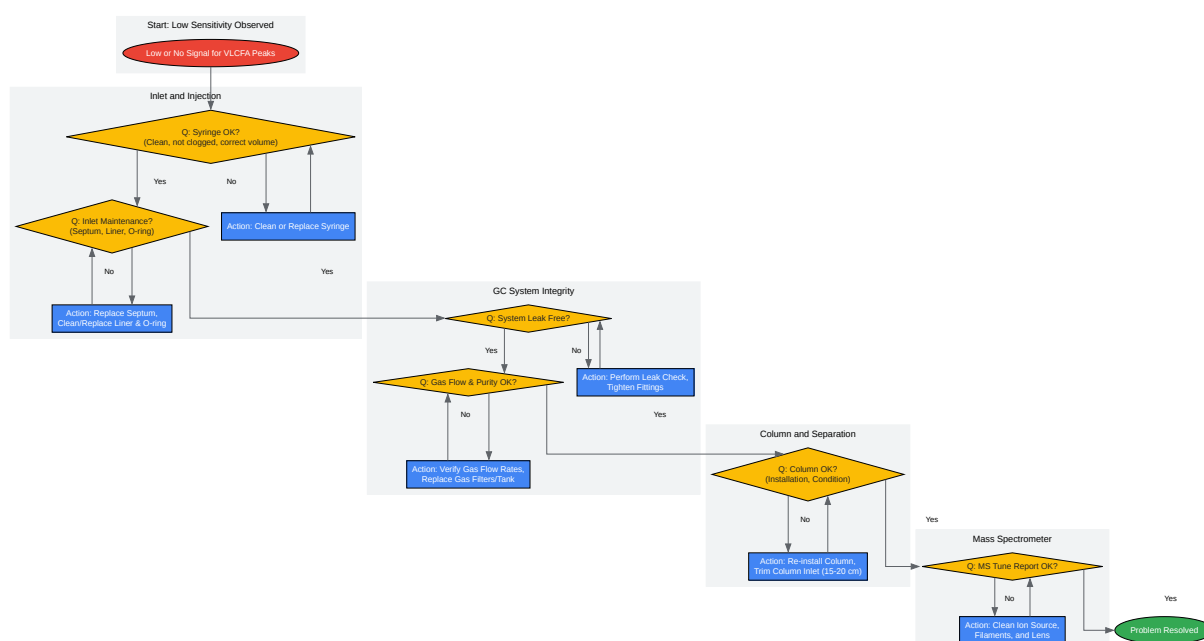 Start: Low Sensitivity Observed
Low or No Signal for VLCFA Peaks
Inlet and Injection
Q: Syringe OK?
(Clean, not clogged, correct volume)
Yes
No
Q: Inlet Maintenance?
(Septum, Liner, O-ring)
Action: Clean or Replace Syringe
No
Yes
Action: Replace Septum,
Clean/Replace Liner & O-ring
GC System Integrity
Q: System Leak Free?
Yes
No
Q: Gas Flow & Purity OK?
Action: Perform Leak Check,
Tighten Fittings
No
Yes
Action: Verify Gas Flow Rates,
Replace Gas Filters/Tank
Column and Separation
Q: Column OK?
(Installation, Condition)
No
Yes
Action: Re-install Column,
Trim Column Inlet (15-20 cm)
Mass Spectrometer
Q: MS Tune Report OK?
No
Yes
Action: Clean Ion Source,
Filaments, and Lens
Problem Resolved